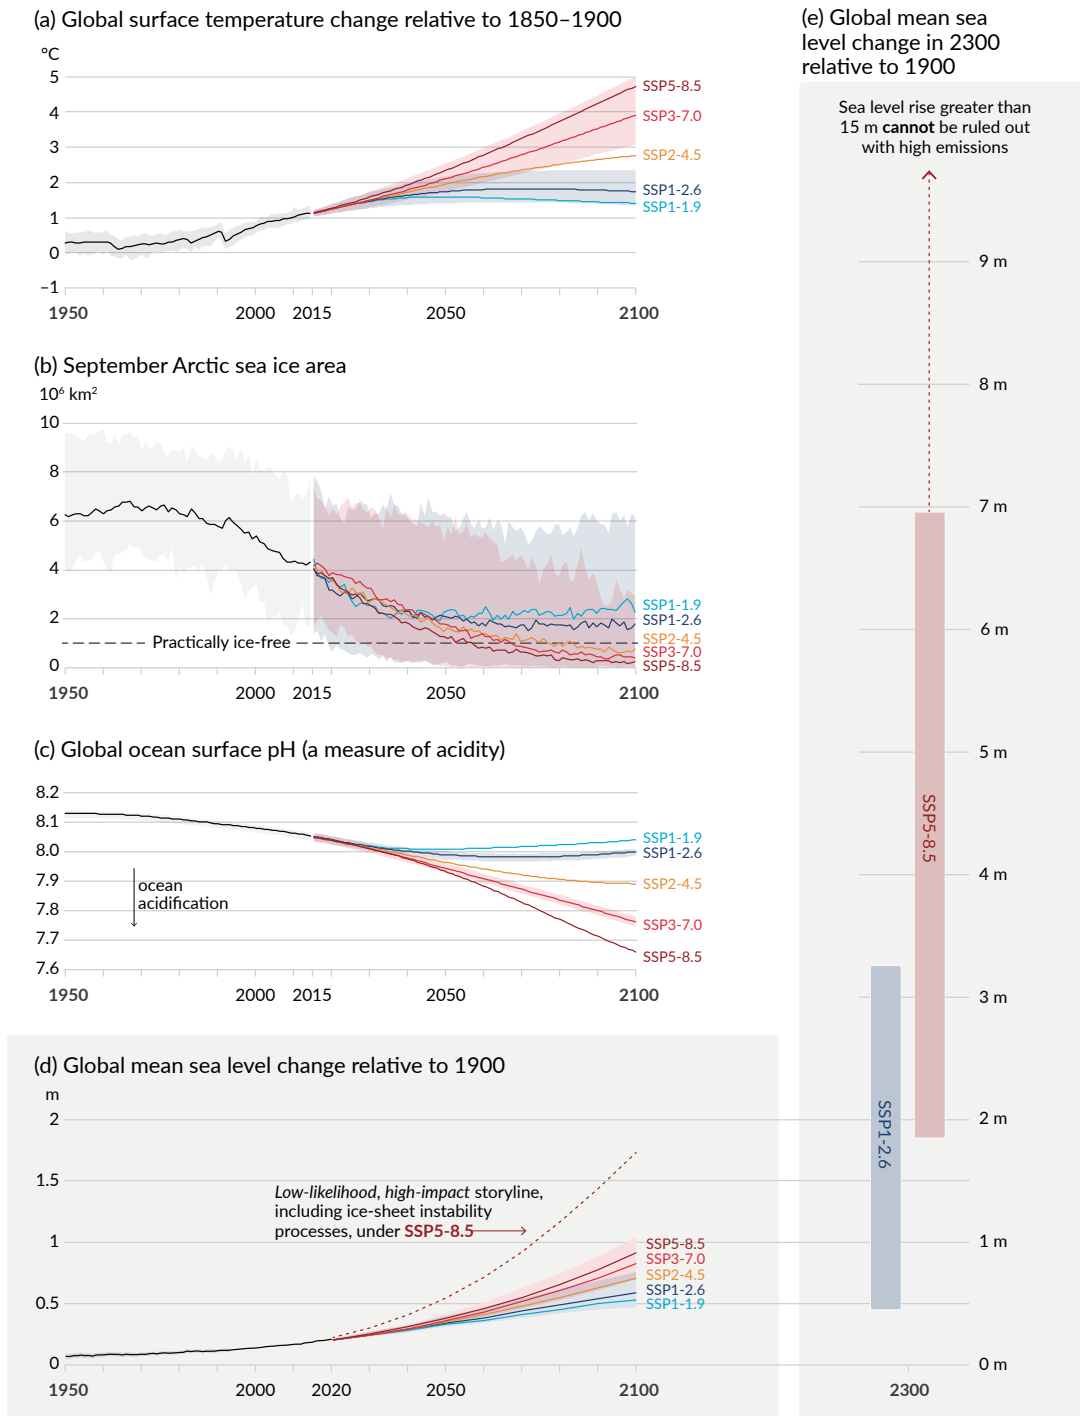 (a) Global surface temperature change relative to 1850–1900
°C
5
4
3
2
1
0
–1
SSP5-8.5
SSP3-7.0
SSP2-4.5
SSP1-2.6
SSP1-1.9
1950 2000 2015 2050 2100
(b) September Arctic sea ice area
10⁶ km²
10
8
6
4
2
0
Practically ice-free
SSP1-1.9
SSP1-2.6
SSP2-4.5
SSP3-7.0
SSP5-8.5
1950 2000 2015 2050 2100
(c) Global ocean surface pH (a measure of acidity)
8.2
8.1
8.0
7.9
7.8
7.7
7.6
ocean
acidification
SSP1-1.9
SSP1-2.6
SSP2-4.5
SSP3-7.0
SSP5-8.5
1950 2000 2015 2050 2100
(d) Global mean sea level change relative to 1900
m
2
1.5
1
0.5
0
Low-likelihood, high-impact storyline,
including ice-sheet instability
processes, under SSP5-8.5
SSP5-8.5
SSP3-7.0
SSP2-4.5
SSP1-2.6
SSP1-1.9
1950 2000 2020 2050 2100
(e) Global mean sea
level change in 2300
relative to 1900
Sea level rise greater than
15 m cannot be ruled out
with high emissions
9 m
8 m
7 m
6 m
5 m
4 m
3 m
2 m
1 m
0 m
SSP5-8.5
SSP1-2.6
2300